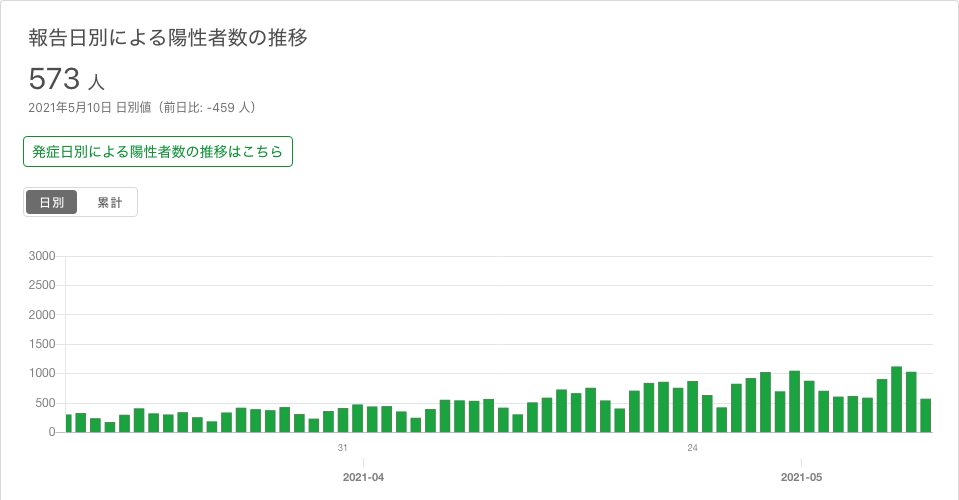 報告日別による陽性者数の推移
573 人
2021年5月10日 日別値（前日比: -459 人）
発症日別による陽性者数の推移はこちら
日別 累計
3000
2500
2000
1500
1000
500
0
31 24
2021-04 2021-05